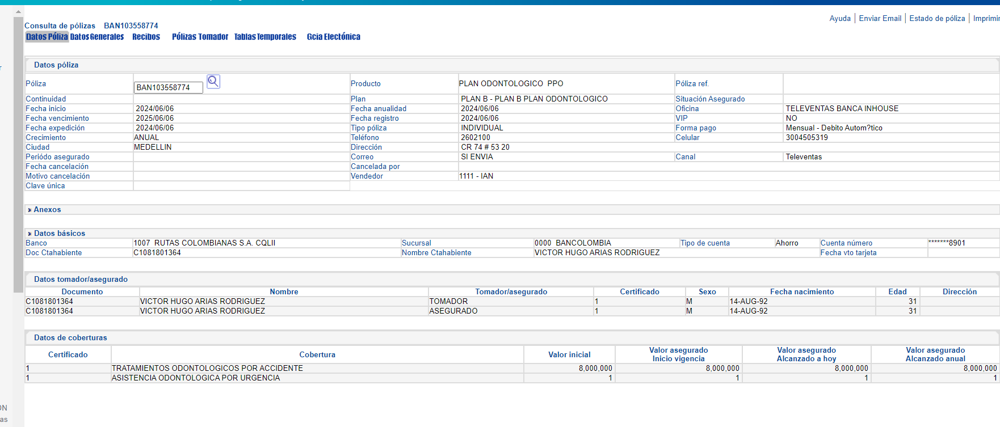 Ayuda Enviar Email Estado de póliza Imprimir
Consulta de pólizas BAN103558774
Datos Póliza Datos Generales Recibos Pólizas Tomador Tablas Temporales Gcia Electónica
Datos póliza
Póliza BAN103558774 Producto PLAN ODONTOLOGICO PPO Póliza ref.
Continuidad Plan PLAN B - PLAN B PLAN ODONTOLOGICO Situación Asegurado
Fecha inicio 2024/06/06 Fecha anualidad 2024/06/06 Oficina TELEVENTAS BANCA INHOUSE
Fecha vencimiento 2025/06/06 Fecha registro 2024/06/06 VIP NO
Fecha expedición 2024/06/06 Tipo póliza INDIVIDUAL Forma pago Mensual - Debito Autom?tico
Crecimiento ANUAL Teléfono 2602100 Celular 3004505319
Ciudad MEDELLIN Dirección CR 74 # 53 20
Periódo asegurado Correo SI ENVIA Canal Televentas
Fecha cancelación Cancelada por
Motivo cancelación Vendedor 1111 - IAN
Clave única
Anexos
Datos básicos
Banco 1007 RUTAS COLOMBIANAS S.A. CQLII Sucursal 0000 BANCOLOMBIA Tipo de cuenta Ahorro Cuenta número *******8901
Doc Ctahabiente C1081801364 Nombre Ctahabiente VICTOR HUGO ARIAS RODRIGUEZ Fecha vto tarjeta
Datos tomador/asegurado
Documento Nombre Tomador/asegurado Certificado Sexo Fecha nacimiento Edad Dirección
C1081801364 VICTOR HUGO ARIAS RODRIGUEZ TOMADOR 1 M 14-AUG-92 31
C1081801364 VICTOR HUGO ARIAS RODRIGUEZ ASEGURADO 1 M 14-AUG-92 31
Datos de coberturas
Certificado Cobertura Valor inicial Valor asegurado Inicio vigencia Valor asegurado Alcanzado a hoy Valor asegurado Alcanzado anual
1 TRATAMIENTOS ODONTOLOGICOS POR ACCIDENTE 8,000,000 8,000,000 8,000,000 8,000,000
1 ASISTENCIA ODONTOLOGICA POR URGENCIA 1 1 1 1